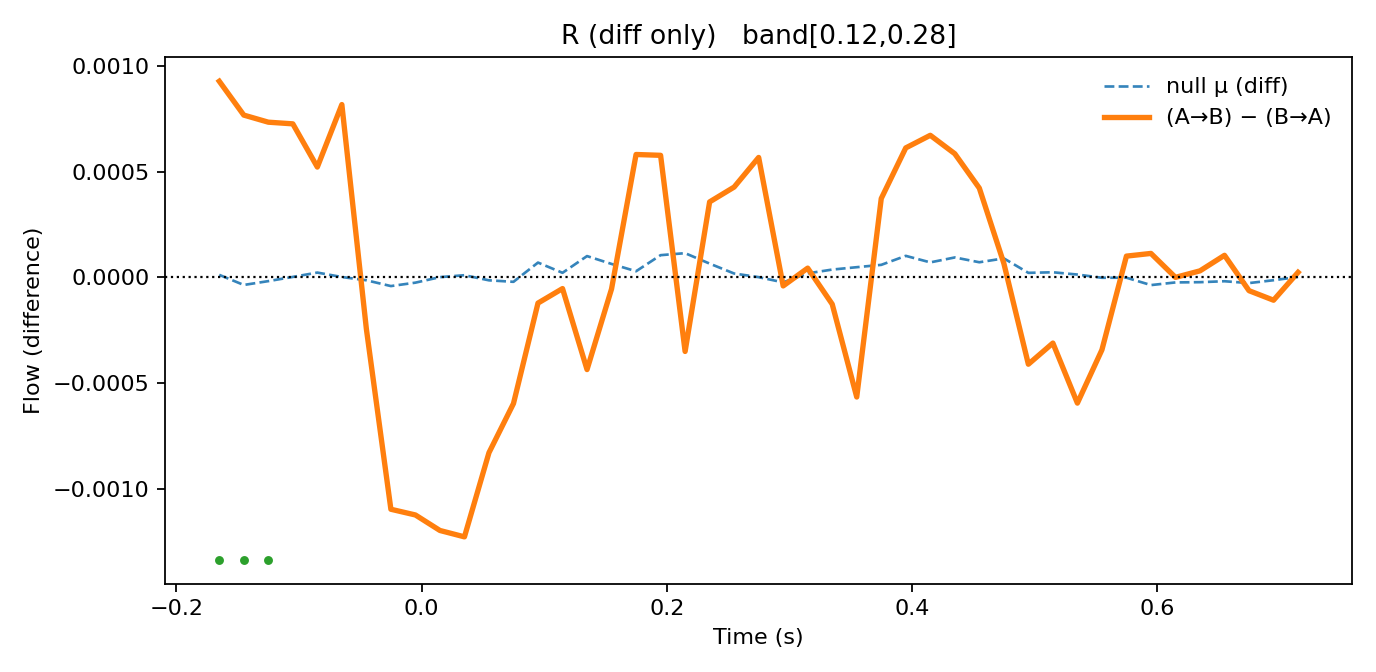 R (diff only)   band[0.12,0.28]
0.0010
0.0005
0.0000
−0.0005
−0.0010
Flow (difference)
null μ (diff)
(A→B) − (B→A)
−0.2
0.0
0.2
0.4
0.6
Time (s)